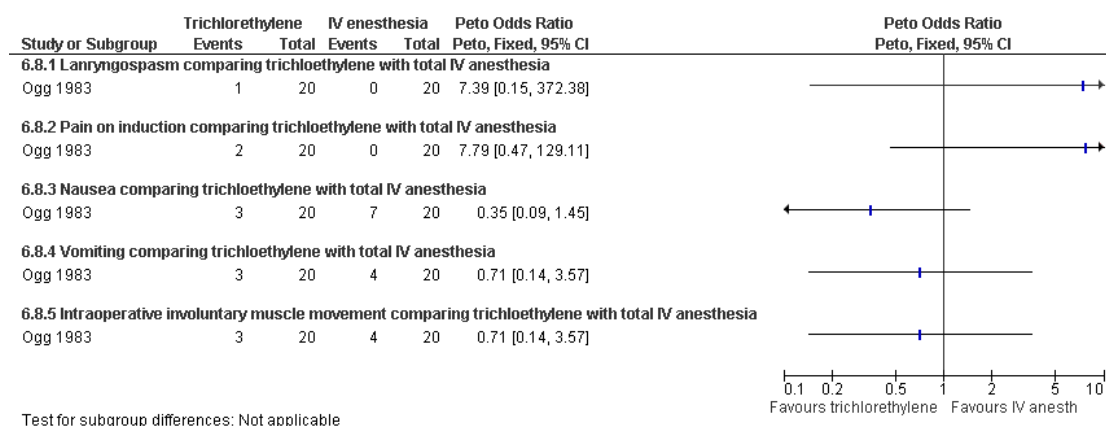 Trichlorethylene IV enesthesia Peto Odds Ratio Peto Odds Ratio
Study or Subgroup Events Total Events Total Peto, Fixed, 95% CI Peto, Fixed, 95% CI
6.8.1 Lanryngospasm comparing trichloethylene with total IV anesthesia
Ogg 1983 1 20 0 20 7.39 [0.15, 372.38]
6.8.2 Pain on induction comparing trichloethylene with total IV anesthesia
Ogg 1983 2 20 0 20 7.79 [0.47, 129.11]
6.8.3 Nausea comparing trichloethylene with total IV anesthesia
Ogg 1983 3 20 7 20 0.35 [0.09, 1.45]
6.8.4 Vomiting comparing trichloethylene with total IV anesthesia
Ogg 1983 3 20 4 20 0.71 [0.14, 3.57]
6.8.5 Intraoperative involuntary muscle movement comparing trichloethylene with total IV anesthesia
Ogg 1983 3 20 4 20 0.71 [0.14, 3.57]
0.1 0.2 0.5 1 2 5 10
Favours trichlorethylene Favours IV anesth
Test for subgroup differences: Not applicable